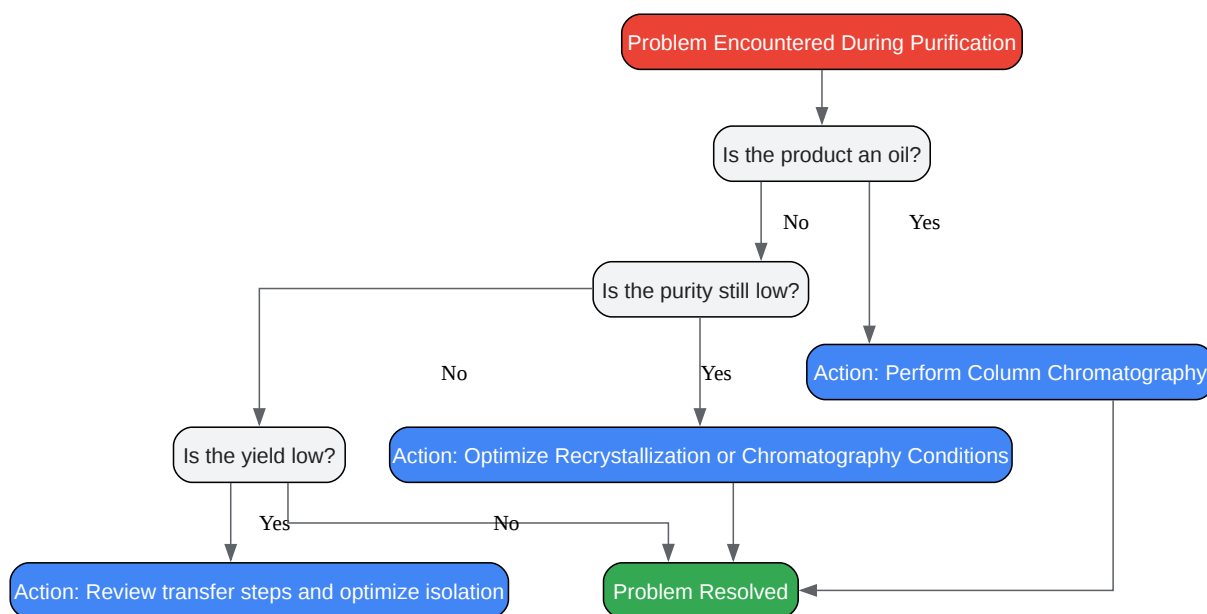 Problem Encountered During Purification
Is the product an oil?
No
Yes
Is the purity still low?
No
Yes
Action: Perform Column Chromatography
Is the yield low?
Action: Optimize Recrystallization or Chromatography Conditions
Yes
No
Action: Review transfer steps and optimize isolation
Problem Resolved